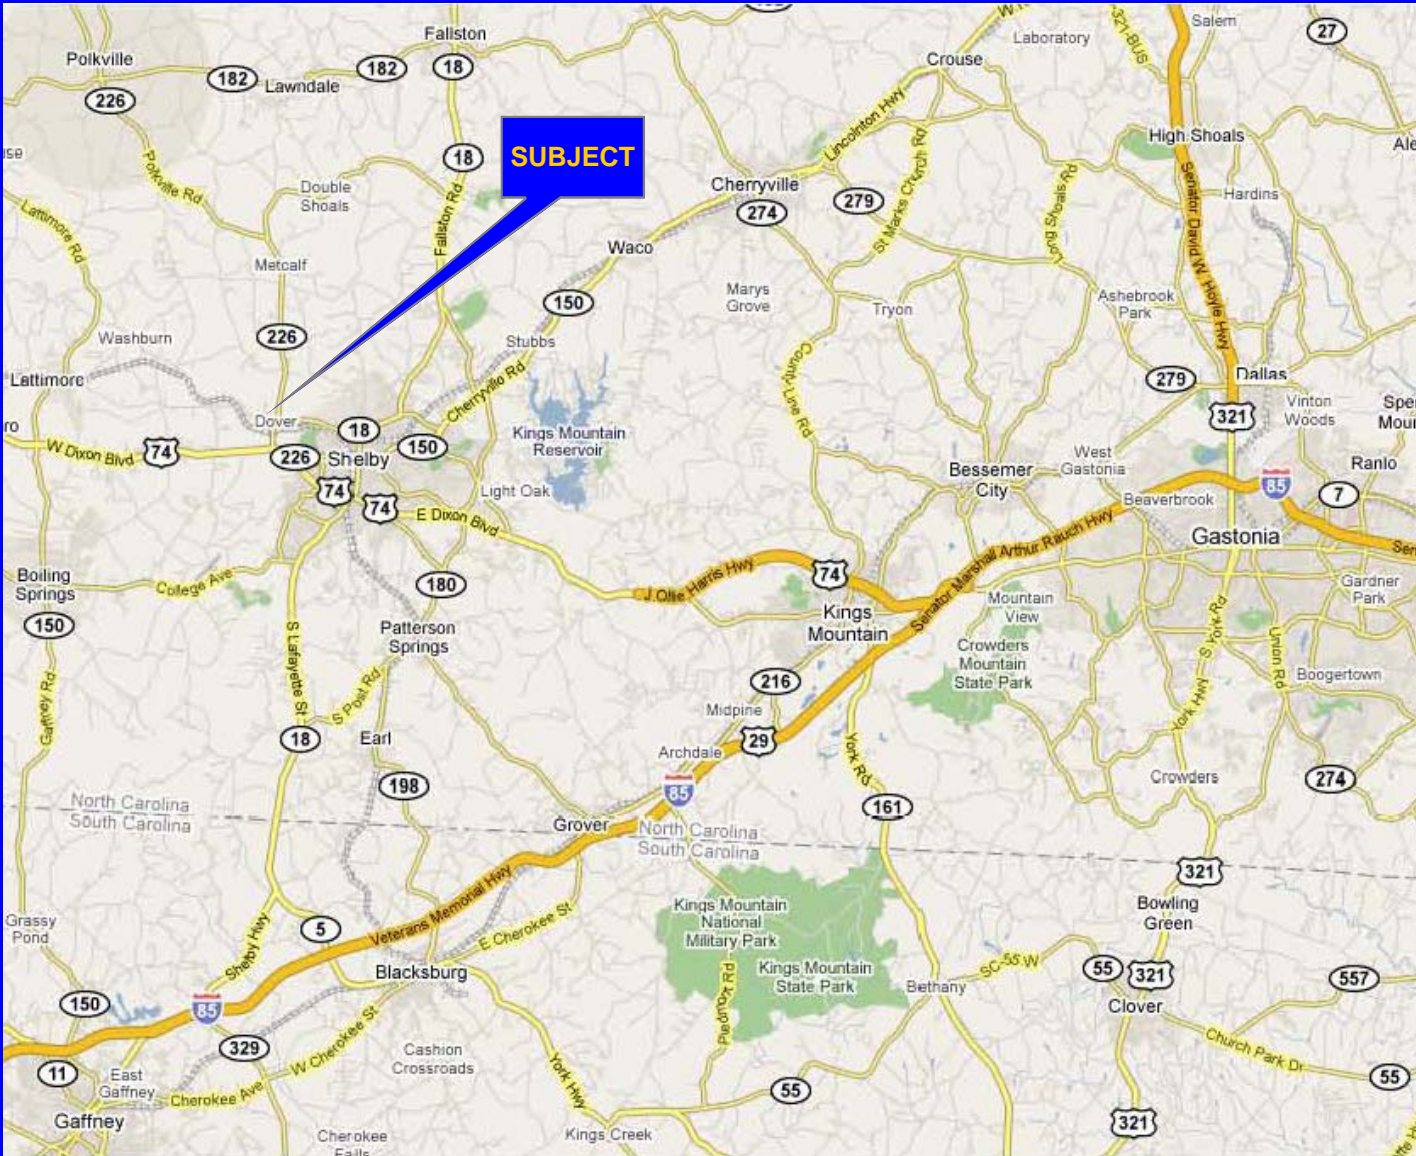 Salem
27
Fallston
Laboratory
321-BUS
Polkville
182
Lawndale
182
18
Crouse
226
Lincolnton Hwy
High Shoals
SUBJECT
18
Polkville Rd
Double
Shoals
Cherryville
274
279
St Marks Church Rd
Long Shoals Rd
Senator David W. Hoyle Hwy
Hardins
Lattimore Rd
Fallston Rd
Waco
Metcalf
Marys
Grove
Tryon
Ashebrook
Park
150
226
Washburn
Stubbs
County Line Rd
Lattimore
Cherryville Rd
279
Dallas
321
Vinton
Woods
Dover
18
150
Kings Mountain
Reservoir
W Dixon Blvd
74
226
Shelby
West
Gastonia
Bessemer
City
Ranlo
74
74
Light Oak
Beaverbrook
85
7
E Dixon Blvd
Senator Marshall Arthur Rauch Hwy
Gastonia
College Ave
180
J Ollie Harris Hwy
74
Boiling
Springs
Gardner
Park
150
Kings
Mountain
Mountain
View
S Lafayette St
Patterson
Springs
Crowders
Mountain
State Park
S York Rd
Union Rd
Boogertown
Gaffney Rd
S Post Rd
216
Midpine
York Hwy
18
Earl
29
Archdale
York Rd
Crowders
274
198
85
161
North Carolina
South Carolina
Grover
North Carolina
South Carolina
321
Veterans Memorial Hwy
Kings Mountain
National
Military Park
Bowling
Green
Grassy
Pond
5
E Cherokee St
Shelby Hwy
Blacksburg
Kings Mountain
State Park
Piedmont Rd
SC-55 W
55
321
557
Bethany
Clover
150
85
329
W Cherokee St
Cashion
Crossroads
York Hwy
Church Park Dr
11
East
Gaffney
Cherokee Ave
55
55
Gaffney
Kings Creek
321
Cherokee
Falls